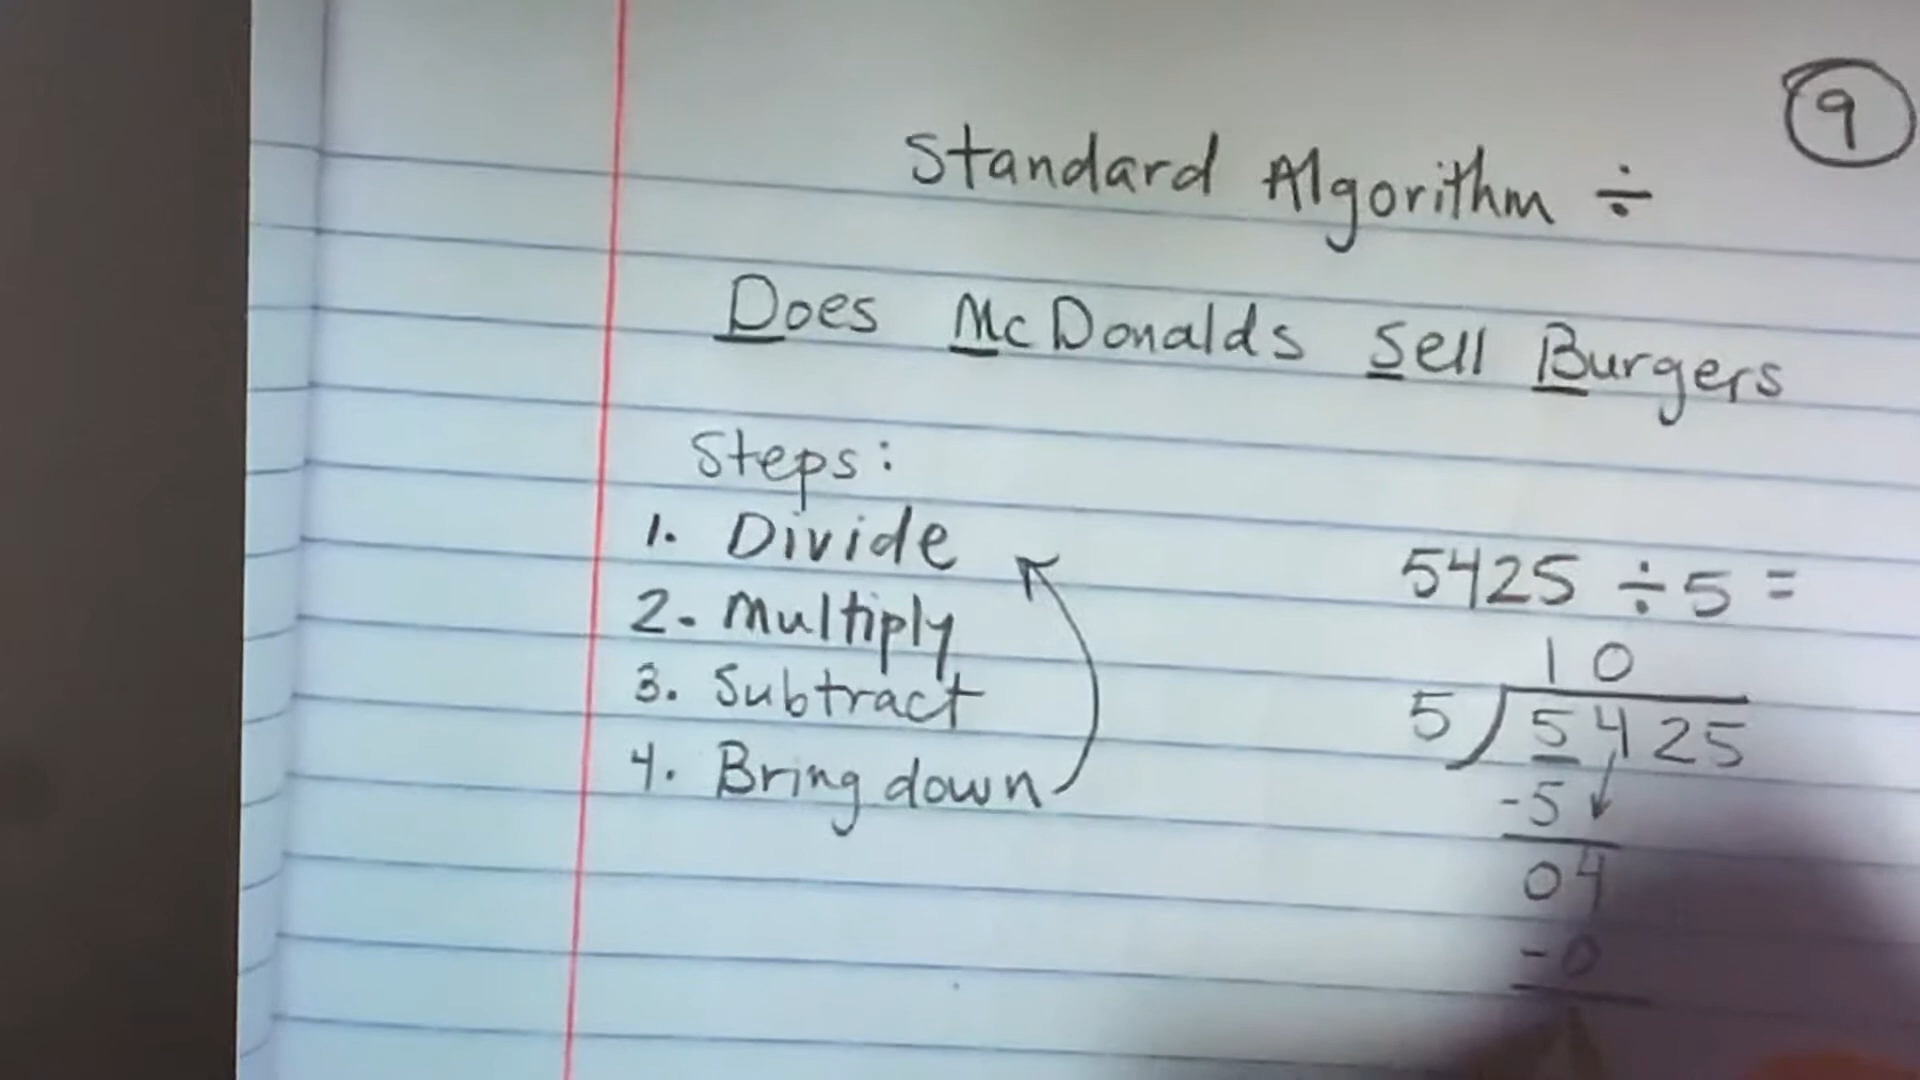 9
Standard Algorithm ÷
Does McDonalds Sell Burgers
Steps:
1. Divide
2. Multiply
3. Subtract
4. Bring down
5425 ÷ 5 =
10
5 5425
-5
04
-0